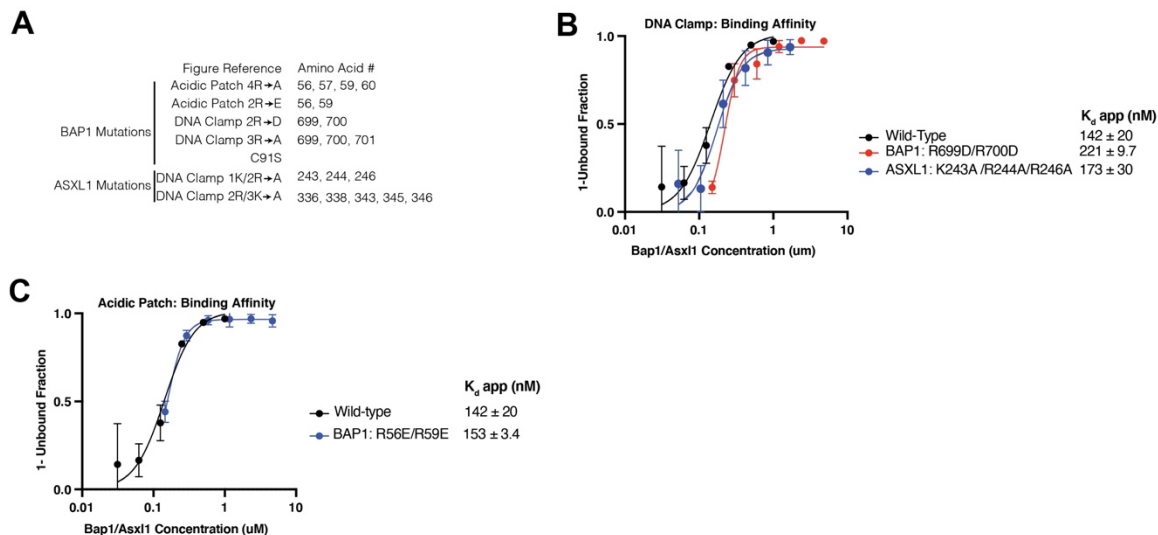 A
Figure Reference Amino Acid #
BAP1 Mutations
Acidic Patch 4R→A 56, 57, 59, 60
Acidic Patch 2R→E 56, 59
DNA Clamp 2R→D 699, 700
DNA Clamp 3R→A 699, 700, 701
C91S
ASXL1 Mutations
DNA Clamp 1K/2R→A 243, 244, 246
DNA Clamp 2R/3K→A 336, 338, 343, 345, 346
B
DNA Clamp: Binding Affinity
1-Unbound Fraction
1.0
0.5
0.0
0.01 0.1 1 10
Bap1/Asxl1 Concentration (um)
Kd app (nM)
Wild-Type 142 ± 20
BAP1: R699D/R700D 221 ± 9.7
ASXL1: K243A /R244A/R246A 173 ± 30
C
Acidic Patch: Binding Affinity
1- Unbound Fraction
1.0
0.5
0.0
0.01 0.1 1 10
Bap1/Asxl1 Concentration (uM)
Kd app (nM)
Wild-type 142 ± 20
BAP1: R56E/R59E 153 ± 3.4